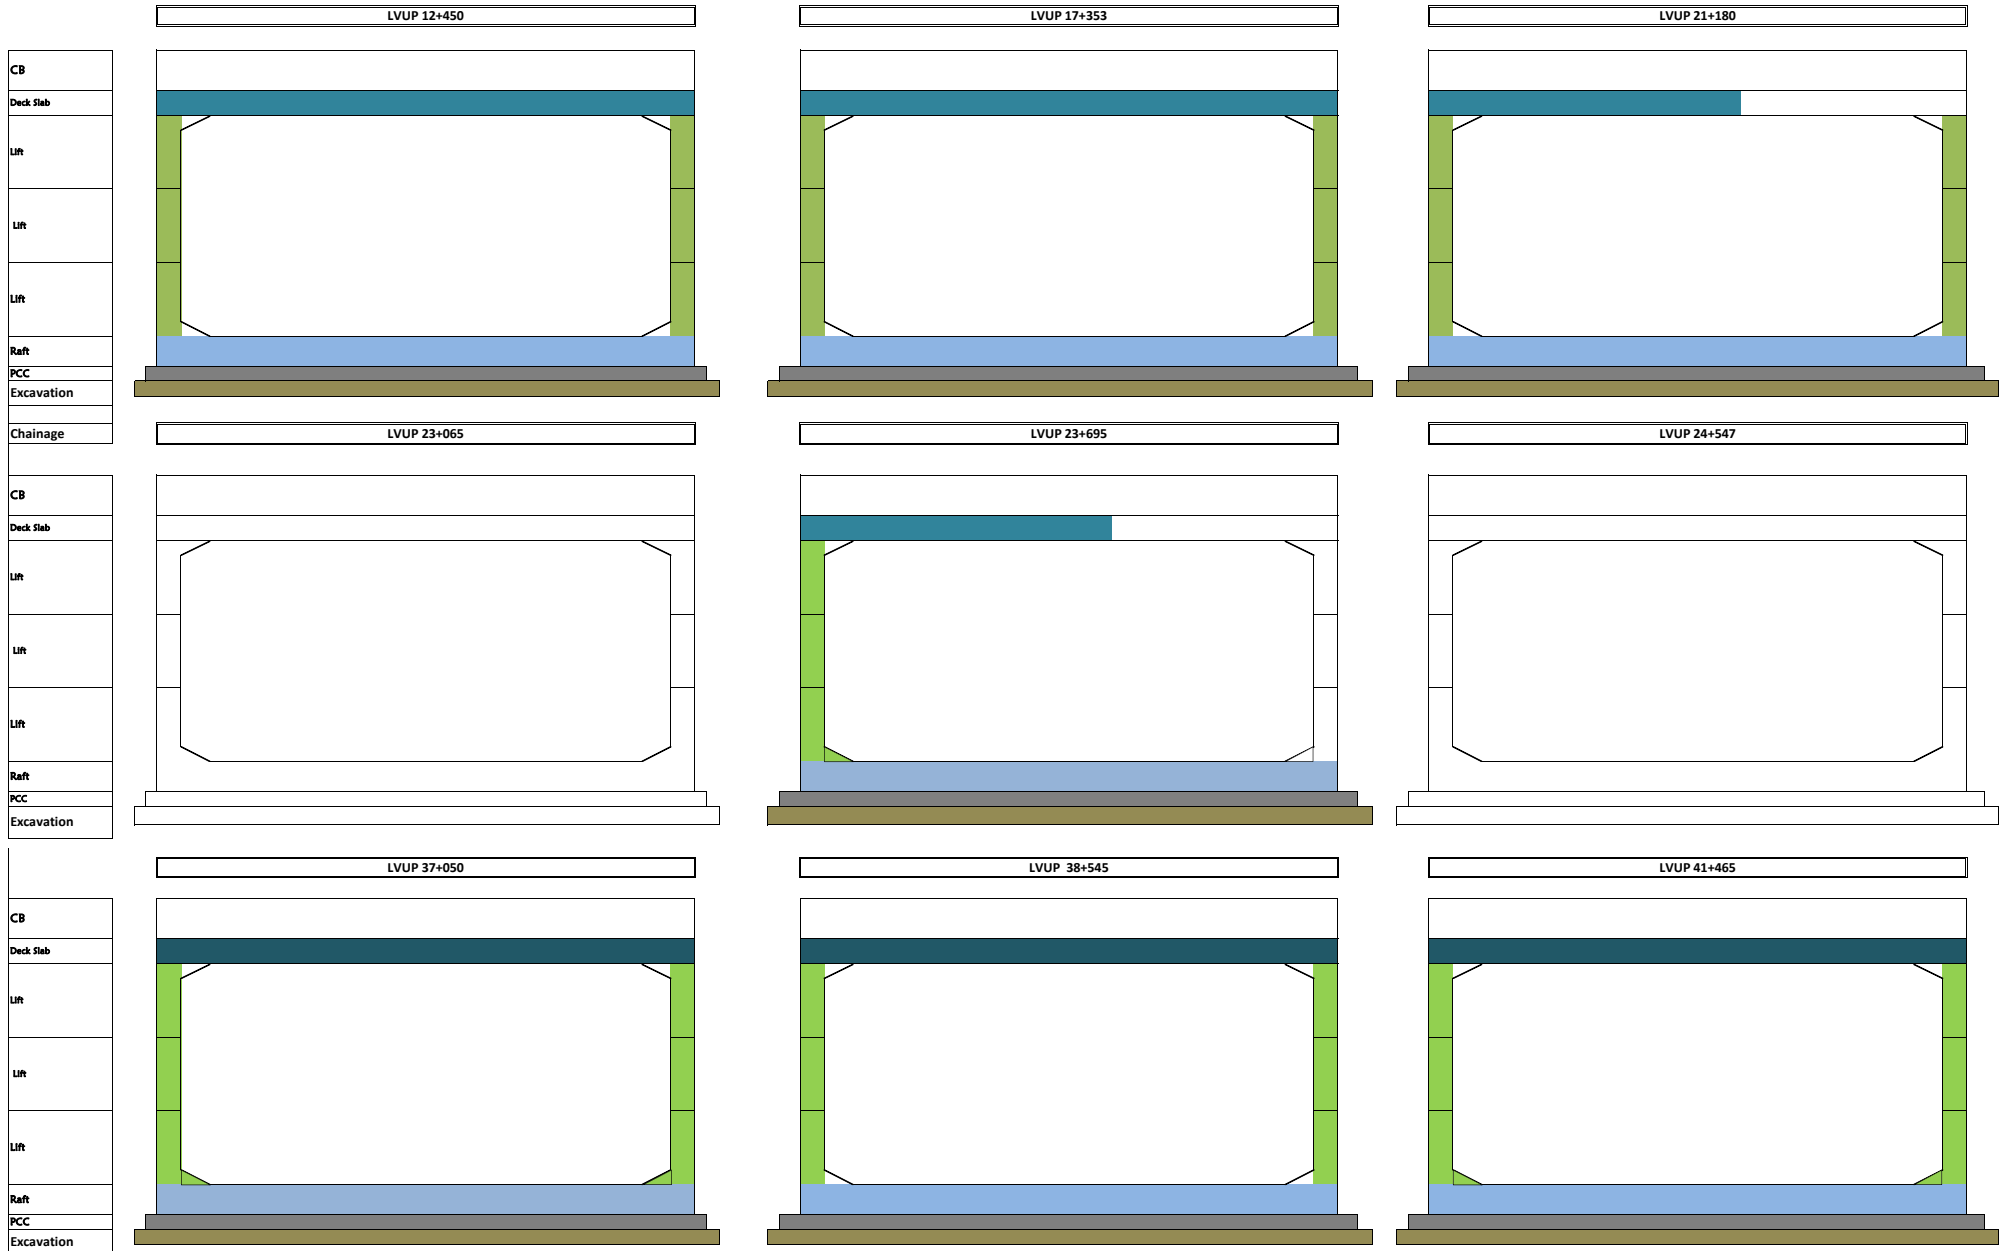 LVUP 12+450 LVUP 17+353 LVUP 21+180
CB
Deck Slab
Lift
Lift
Lift
Raft
PCC
Excavation
Chainage LVUP 23+065 LVUP 23+695 LVUP 24+547
CB
Deck Slab
Lift
Lift
Lift
Raft
PCC
Excavation
LVUP 37+050 LVUP 38+545 LVUP 41+465
CB
Deck Slab
Lift
Lift
Lift
Raft
PCC
Excavation